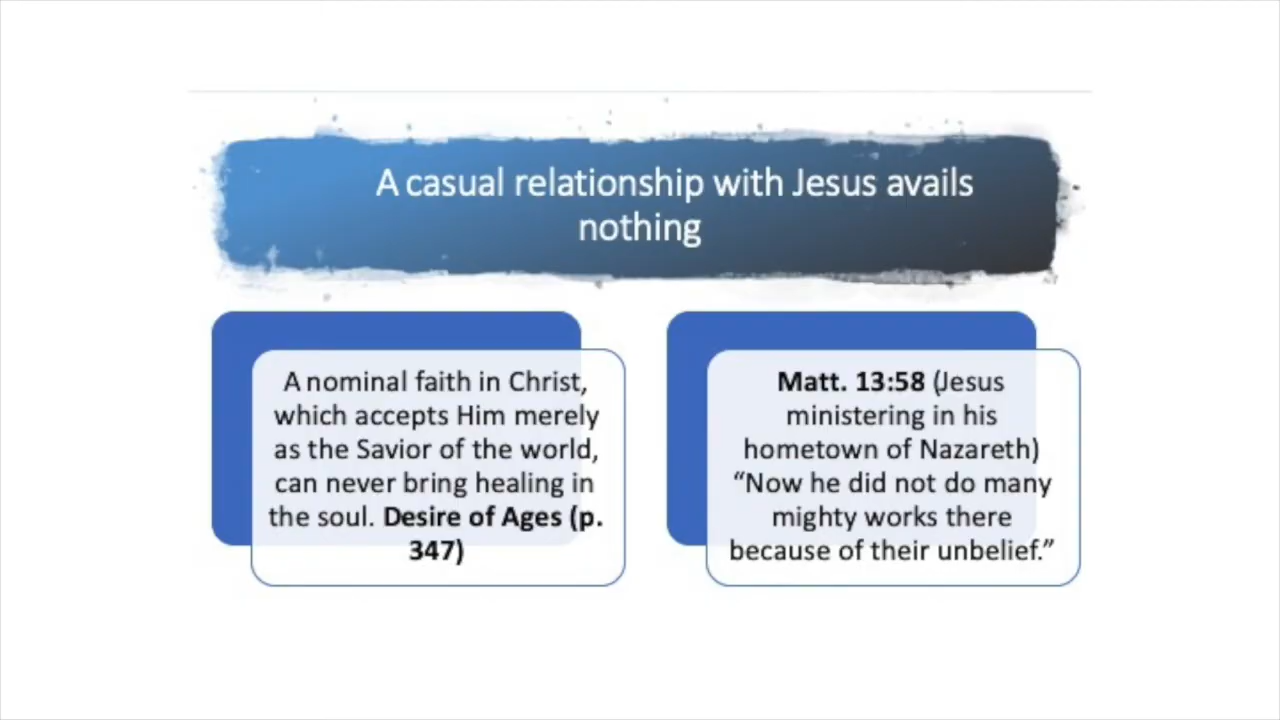 A casual relationship with Jesus avails
nothing
A nominal faith in Christ,
which accepts Him merely
as the Savior of the world,
can never bring healing in
the soul. Desire of Ages (p.
347)
Matt. 13:58 (Jesus
ministering in his
hometown of Nazareth)
“Now he did not do many
mighty works there
because of their unbelief.”